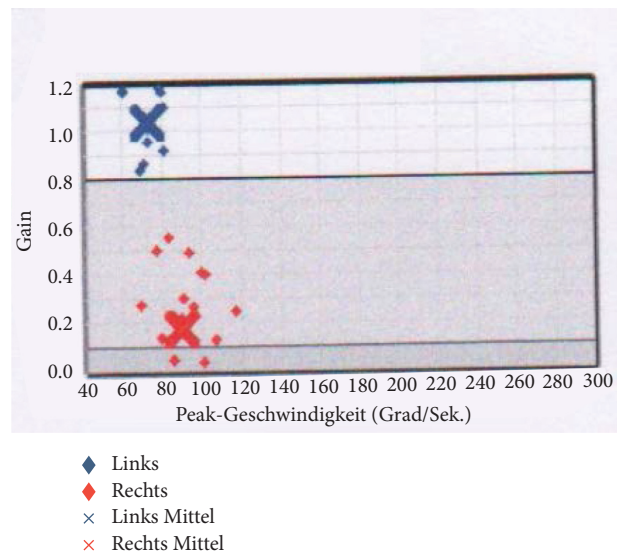 1.2
1.0
0.8
0.6
0.4
0.2
0.0
Gain
40 60 80 100 120 140 160 180 200 220 240 260 280 300
Peak-Geschwindigkeit (Grad/Sek.)
Links
Rechts
Links Mittel
Rechts Mittel